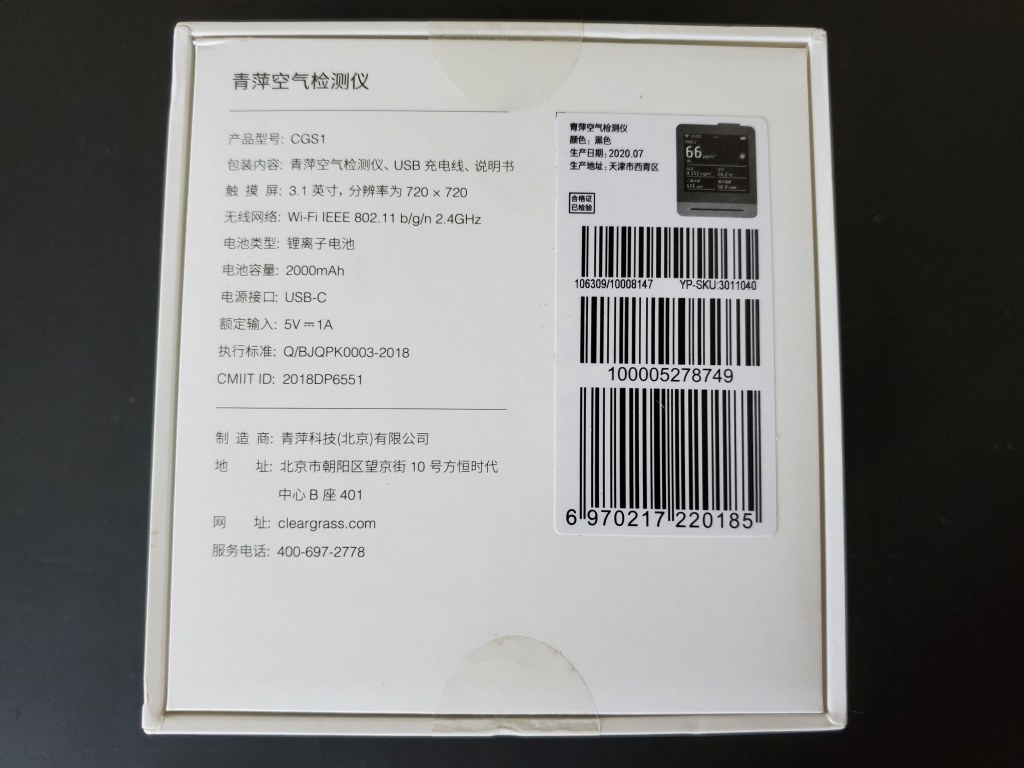 青萍空气检测仪
产品型号: CGS1
包装内容: 青萍空气检测仪、USB 充电线、说明书
触 摸 屏: 3.1 英寸，分辨率为 720 × 720
无线网络: Wi-Fi IEEE 802.11 b/g/n 2.4GHz
电池类型: 锂离子电池
电池容量: 2000mAh
电源接口: USB-C
额定输入: 5V⎓1A
执行标准: Q/BJQPK0003-2018
CMIIT ID: 2018DP6551
制 造 商: 青萍科技(北京)有限公司
地 址: 北京市朝阳区望京街 10 号方恒时代
中心 B 座 401
网 址: cleargrass.com
服务电话: 400-697-2778
青萍空气检测仪
颜色: 黑色
生产日期: 2020.07
生产地址: 天津市西青区
合格证
已检验
66
106309/10008147 YP-SKU:3011040
100005278749
6 970217 220185